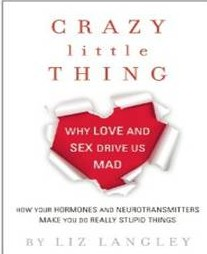 CRAZY
little
THING
WHY LOVE AND
SEX DRIVE US
MAD
HOW YOUR HORMONES AND NEUROTRANSMITTERS
MAKE YOU DO REALLY STUPID THINGS
BY LIZ LANGLEY